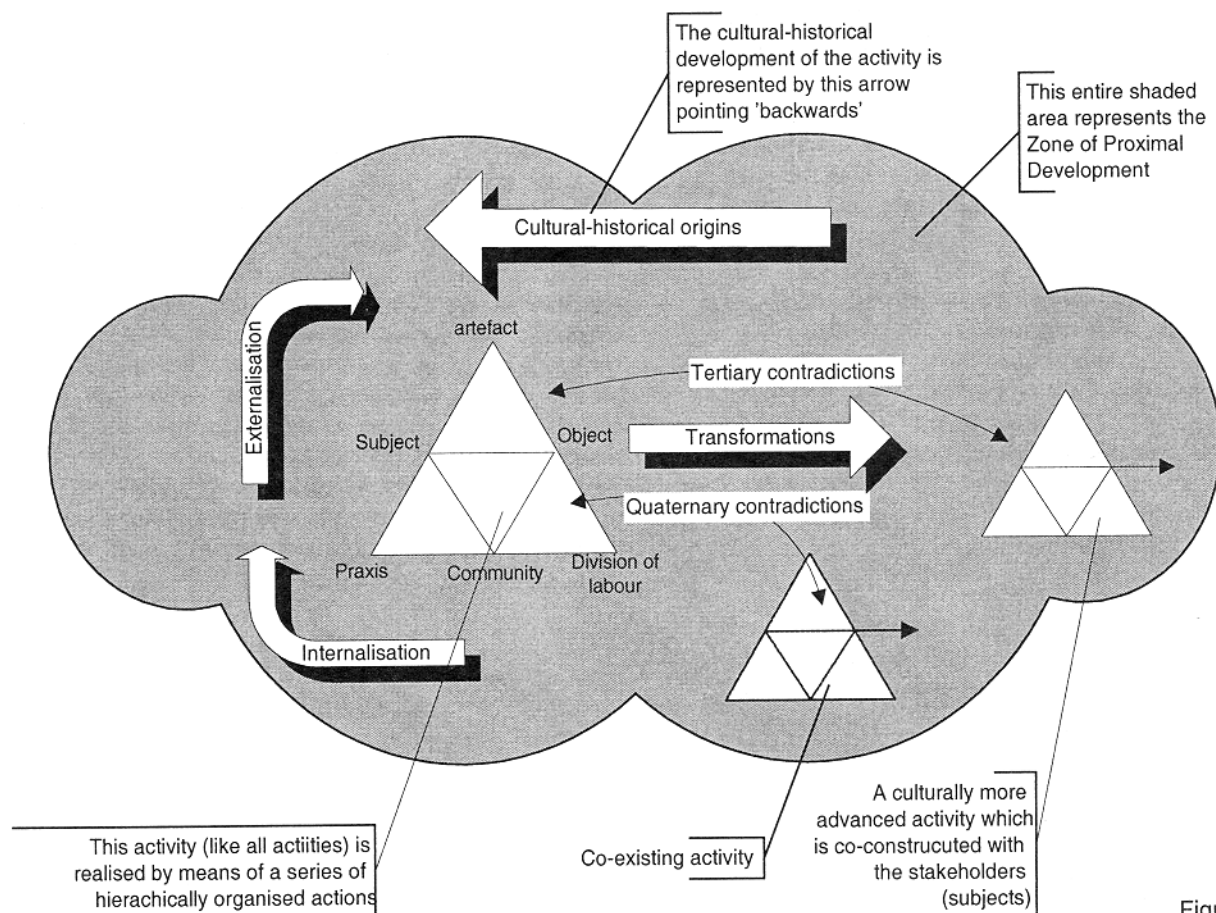 The cultural-historical
development of the activity is
represented by this arrow
pointing 'backwards'
This entire shaded
area represents the
Zone of Proximal
Development
Cultural-historical origins
Externalisation
artefact
Tertiary contradictions
Subject
Object
Transformations
Quaternary contradictions
Praxis
Community
Division of
labour
Internalisation
This activity (like all actiities) is
realised by means of a series of
hierachically organised actions
Co-existing activity
A culturally more
advanced activity which
is co-construcuted with
the stakeholders
(subjects)
Figu